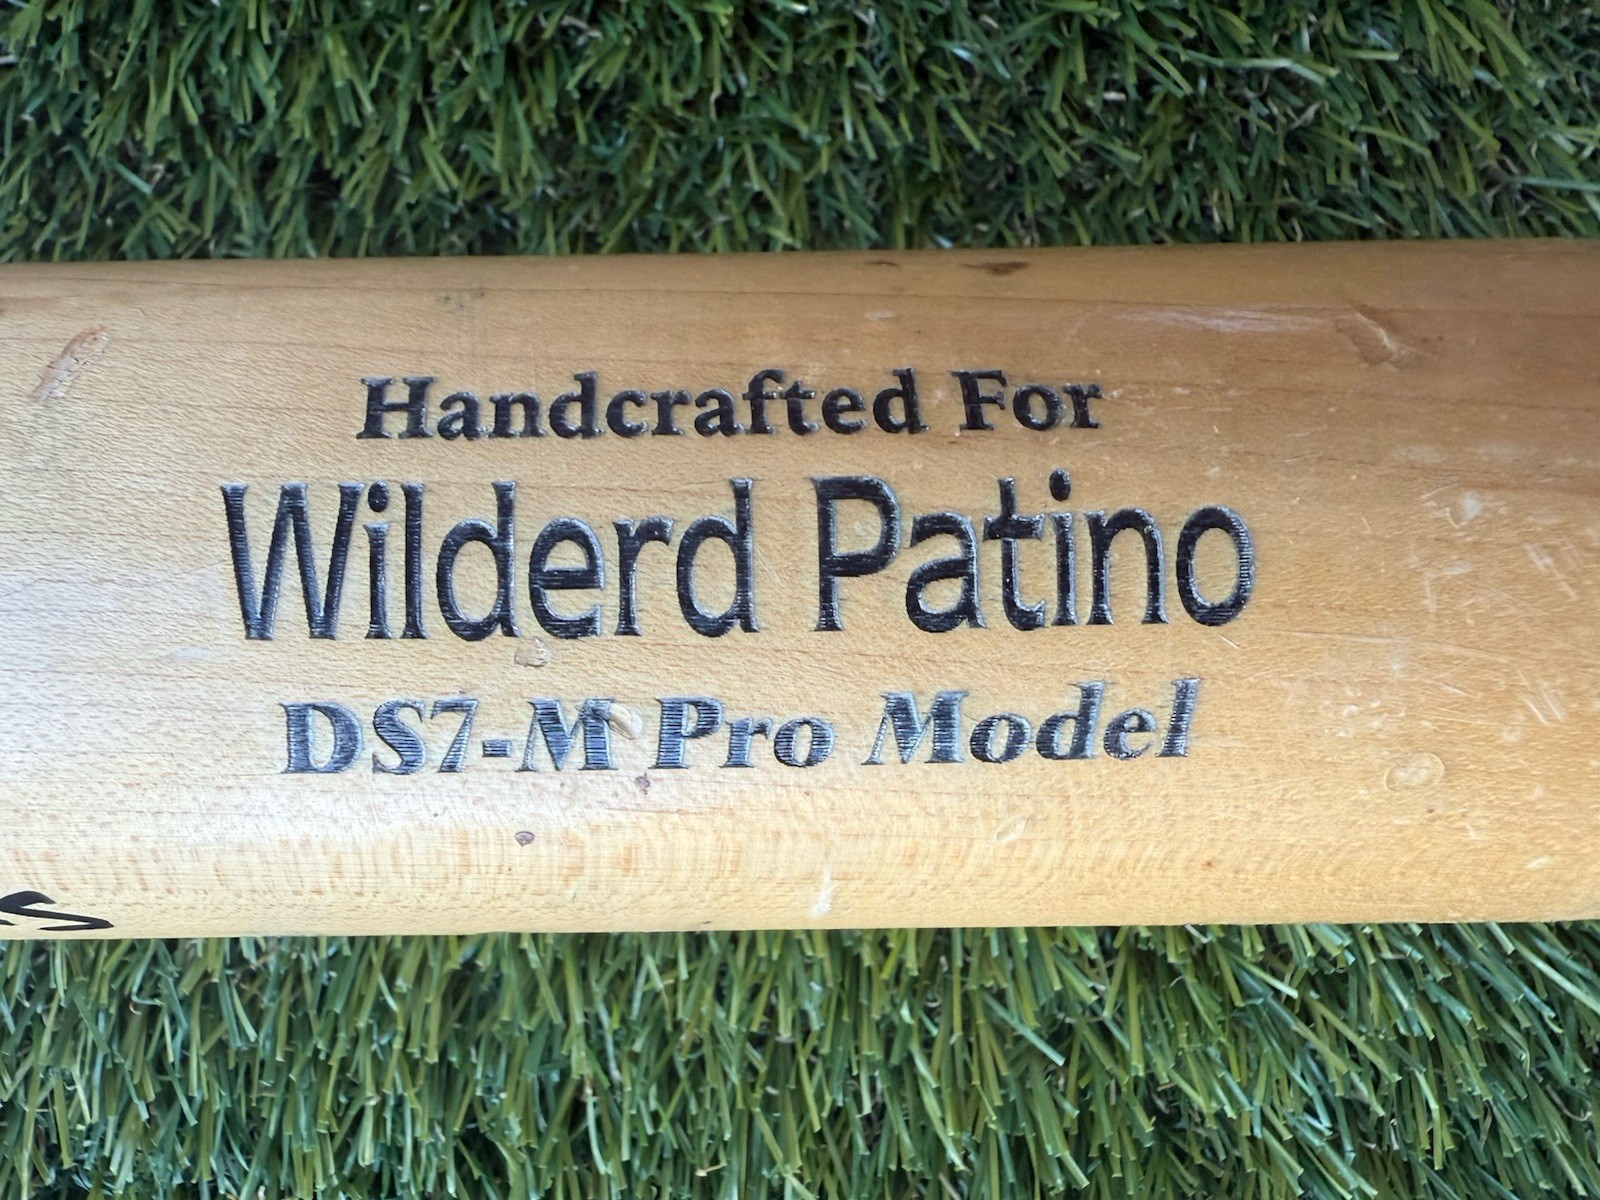 Handcrafted For
Wilderd Patino
DS7-M Pro Model